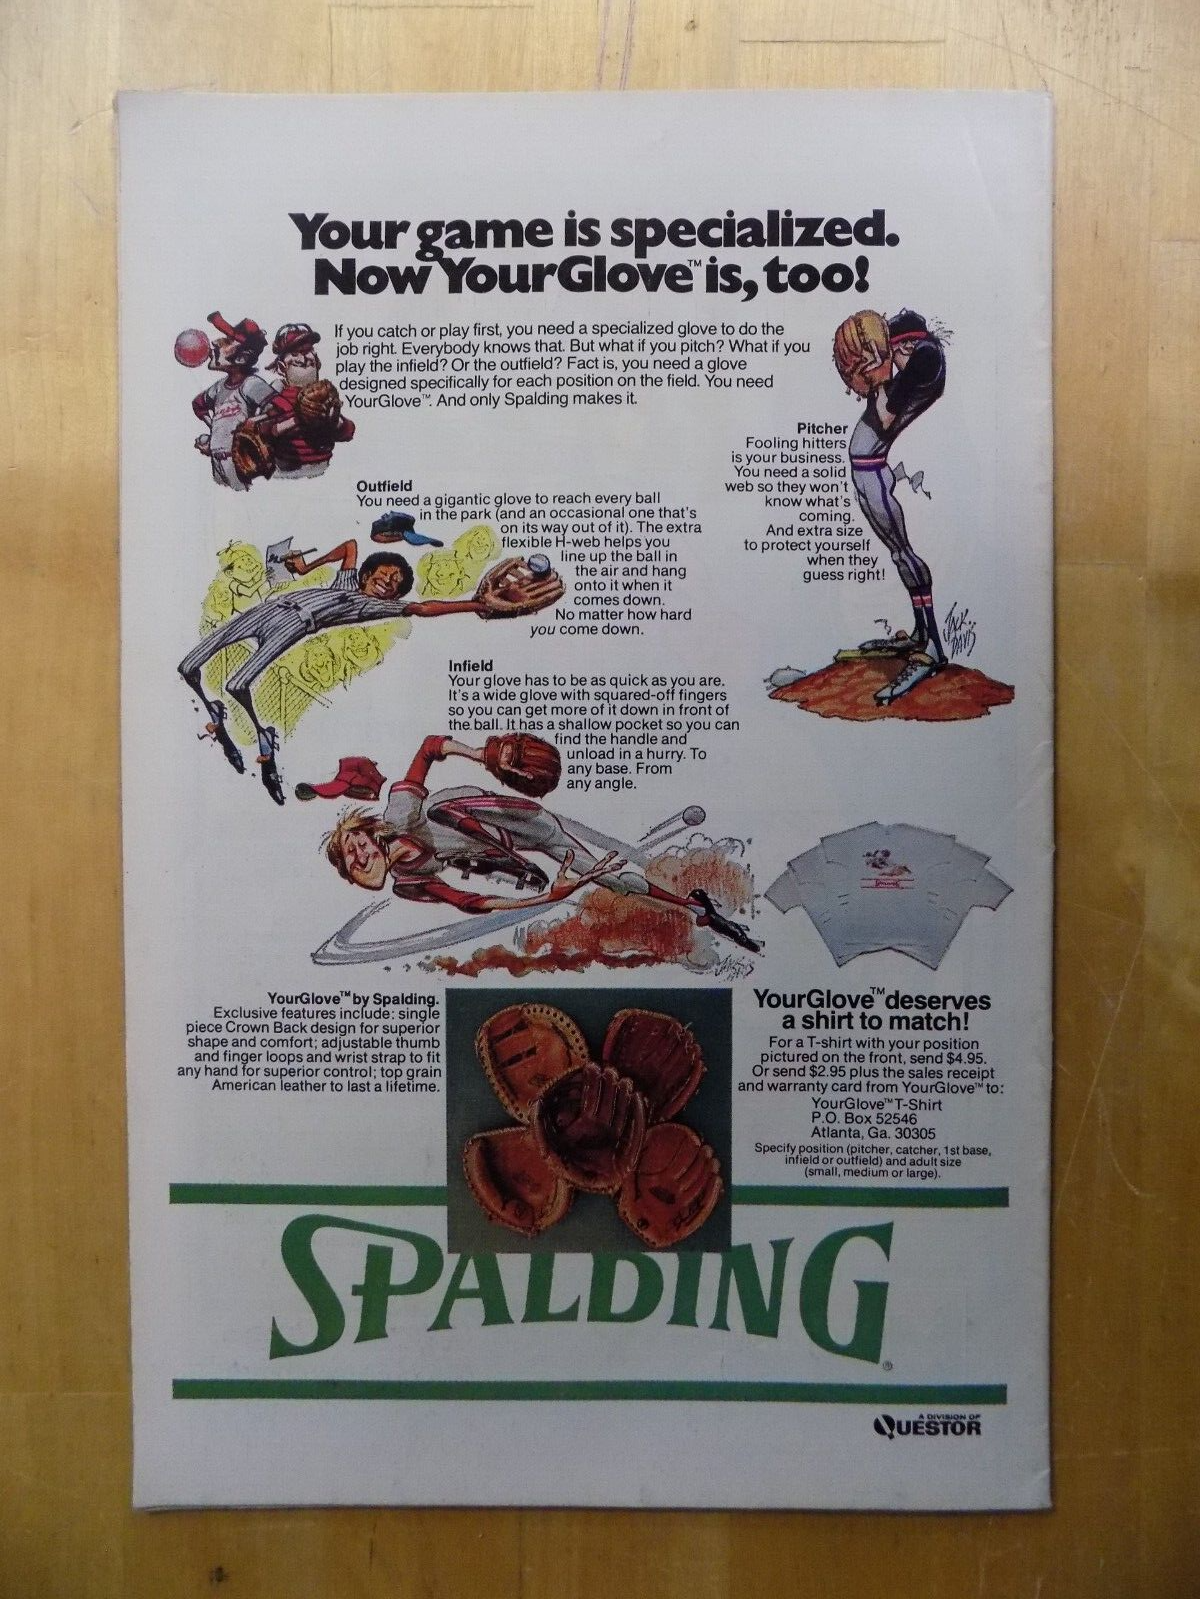 Your game is specialized.
Now YourGlove™ is, too!
If you catch or play first, you need a specialized glove to do the
job right. Everybody knows that. But what if you pitch? What if you
play the infield? Or the outfield? Fact is, you need a glove
designed specifically for each position on the field. You need
YourGlove™. And only Spalding makes it.
Pitcher
Fooling hitters
is your business.
You need a solid
web so they won't
know what's
coming.
And extra size
to protect yourself
when they
guess right!
Outfield
You need a gigantic glove to reach every ball
in the park (and an occasional one that's
on its way out of it). The extra
flexible H-web helps you
line up the ball in
the air and hang
onto it when it
comes down.
No matter how hard
you come down.
JACK
DAVIS
Infield
Your glove has to be as quick as you are.
It's a wide glove with squared-off fingers
so you can get more of it down in front of
the ball. It has a shallow pocket so you can
find the handle and
unload in a hurry. To
any base. From
any angle.
Spalding
YourGlove™ by Spalding.
Exclusive features include: single
piece Crown Back design for superior
shape and comfort; adjustable thumb
and finger loops and wrist strap to fit
any hand for superior control; top grain
American leather to last a lifetime.
YourGlove™ deserves
a shirt to match!
For a T-shirt with your position
pictured on the front, send $4.95.
Or send $2.95 plus the sales receipt
and warranty card from YourGlove™ to:
YourGlove™ T-Shirt
P.O. Box 52546
Atlanta, Ga. 30305
Specify position (pitcher, catcher, 1st base,
infield or outfield) and adult size
(small, medium or large).
SPALDING®
A DIVISION OF
QUESTOR